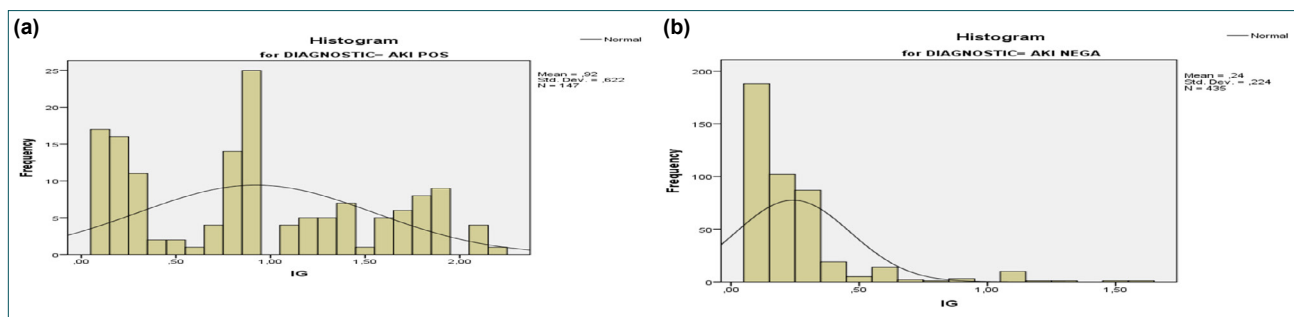 (a)
Histogram
for DIAGNOSTIC= AKI POS
Normal
Mean = ,92
Std. Dev. = ,622
N = 147
Frequency
25
20
15
10
5
0
,00 ,50 1,00 1,50 2,00
IG
(b)
Histogram
for DIAGNOSTIC= AKI NEGA
Normal
Mean = ,24
Std. Dev. = ,224
N = 435
Frequency
200
150
100
50
0
,00 ,50 1,00 1,50
IG